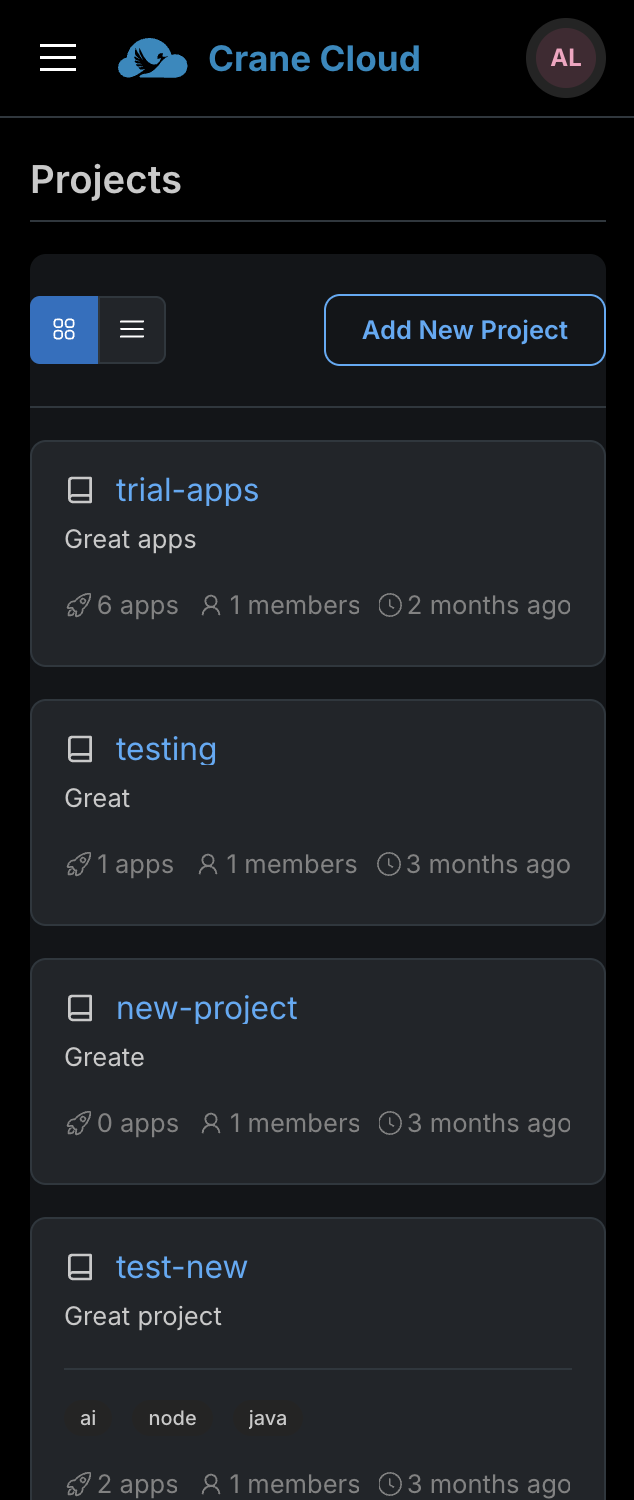 Crane Cloud
AL
Projects
Add New Project
trial-apps
Great apps
6 apps 1 members 2 months ago
testing
Great
1 apps 1 members 3 months ago
new-project
Greate
0 apps 1 members 3 months ago
test-new
Great project
ai node java
2 apps 1 members 3 months ago